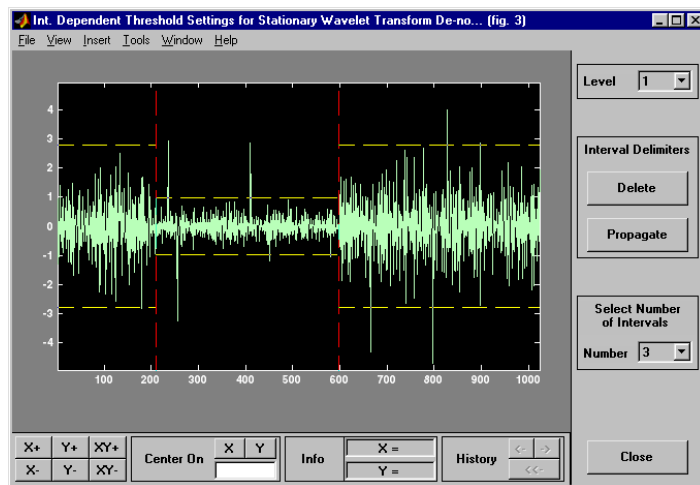 Int. Dependent Threshold Settings for Stationary Wavelet Transform De-no... (fig. 3)
File View Insert Tools Window Help
4
3
2
1
0
-1
-2
-3
-4
100 200 300 400 500 600 700 800 900 1000
Level 1
Interval Delimiters
Delete
Propagate
Select Number
of Intervals
Number 3
X+ Y+ XY+
X- Y- XY-
Center On X Y
Info X =
Y =
History <- ->
<<-
Close